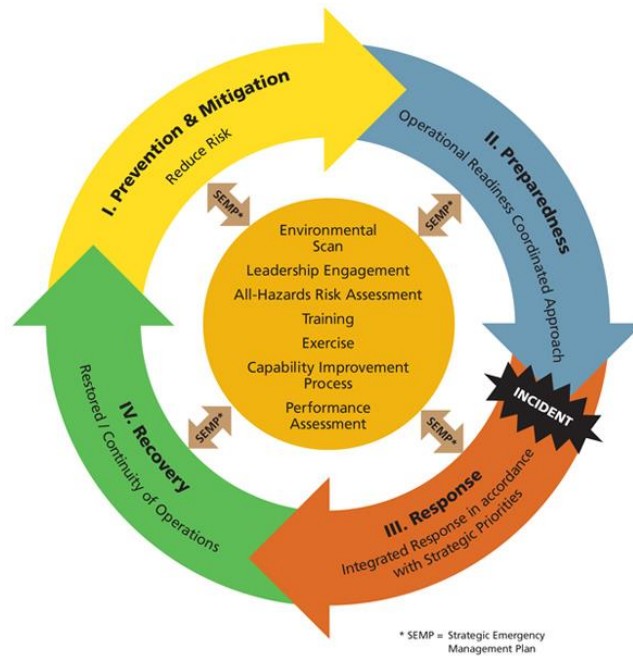 I. Prevention & Mitigation
Reduce Risk
II. Preparedness
Operational Readiness Coordinated Approach
INCIDENT
III. Response
Integrated Response in accordance
with Strategic Priorities
IV. Recovery
Restored / Continuity of Operations
SEMP*
SEMP*
SEMP*
SEMP*
Environmental
Scan
Leadership Engagement
All-Hazards Risk Assessment
Training
Exercise
Capability Improvement
Process
Performance
Assessment
* SEMP = Strategic Emergency
Management Plan